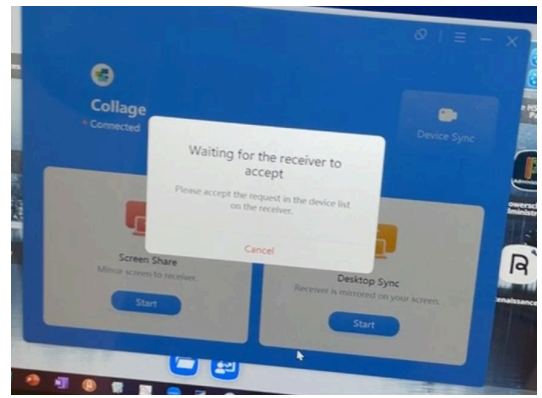 Collage
Connected
Device Sync
Waiting for the receiver to
accept
Please accept the request in the device list
on the receiver.
Cancel
Screen Share
Mirror screen to receiver.
Start
Desktop Sync
Receiver is mirrored on your screen.
Start